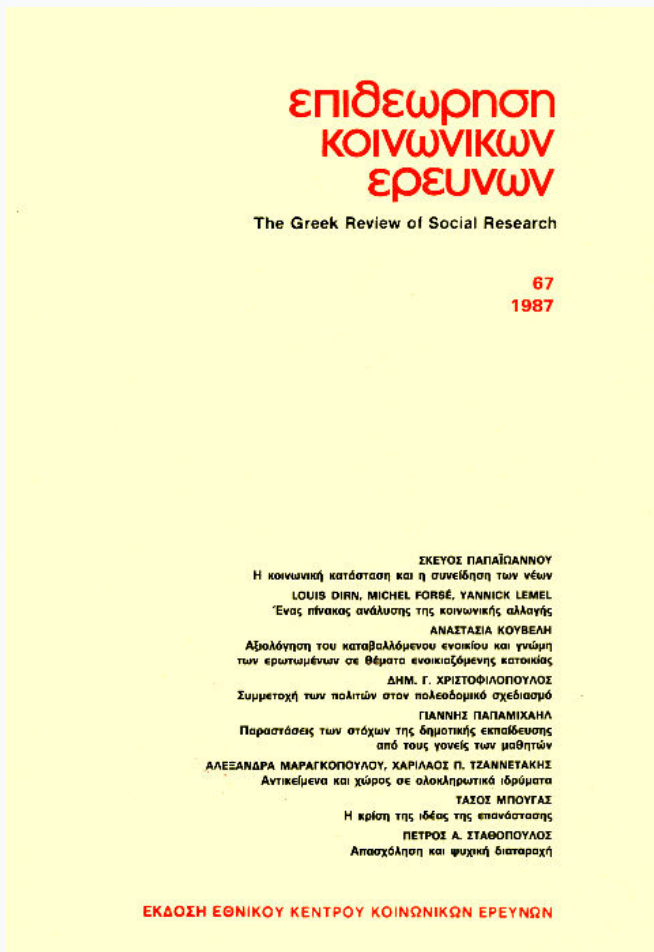 επιθεωρηση
κοινωνικων
ερευνων
The Greek Review of Social Research
67
1987
ΣΚΕΥΟΣ ΠΑΠΑΪΩΑΝΝΟΥ
Η κοινωνική κατάσταση και η συνείδηση των νέων
LOUIS DIRN, MICHEL FORSÉ, YANNICK LEMEL
Ένας πίνακας ανάλυσης της κοινωνικής αλλαγής
ΑΝΑΣΤΑΣΙΑ ΚΟΥΒΕΛΗ
Αξιολόγηση του καταβαλλόμενου ενοικίου και γνώμη
των ερωτωμένων σε θέματα ενοικιαζόμενης κατοικίας
ΔΗΜ. Γ. ΧΡΙΣΤΟΦΙΛΟΠΟΥΛΟΣ
Συμμετοχή των πολιτών στον πολεοδομικό σχεδιασμό
ΓΙΑΝΝΗΣ ΠΑΠΑΜΙΧΑΗΛ
Παραστάσεις των στόχων της δημοτικής εκπαίδευσης
από τους γονείς των μαθητών
ΑΛΕΞΑΝΔΡΑ ΜΑΡΑΓΚΟΠΟΥΛΟΥ, ΧΑΡΙΛΑΟΣ Π. ΤΖΑΝΝΕΤΑΚΗΣ
Αντικείμενα και χώρος σε ολοκληρωτικά ιδρύματα
ΤΑΣΟΣ ΜΠΟΥΓΑΣ
Η κρίση της ιδέας της επανάστασης
ΠΕΤΡΟΣ Α. ΣΤΑΘΟΠΟΥΛΟΣ
Απασχόληση και ψυχική διαταραχή
ΕΚΔΟΣΗ ΕΘΝΙΚΟΥ ΚΕΝΤΡΟΥ ΚΟΙΝΩΝΙΚΩΝ ΕΡΕΥΝΩΝ